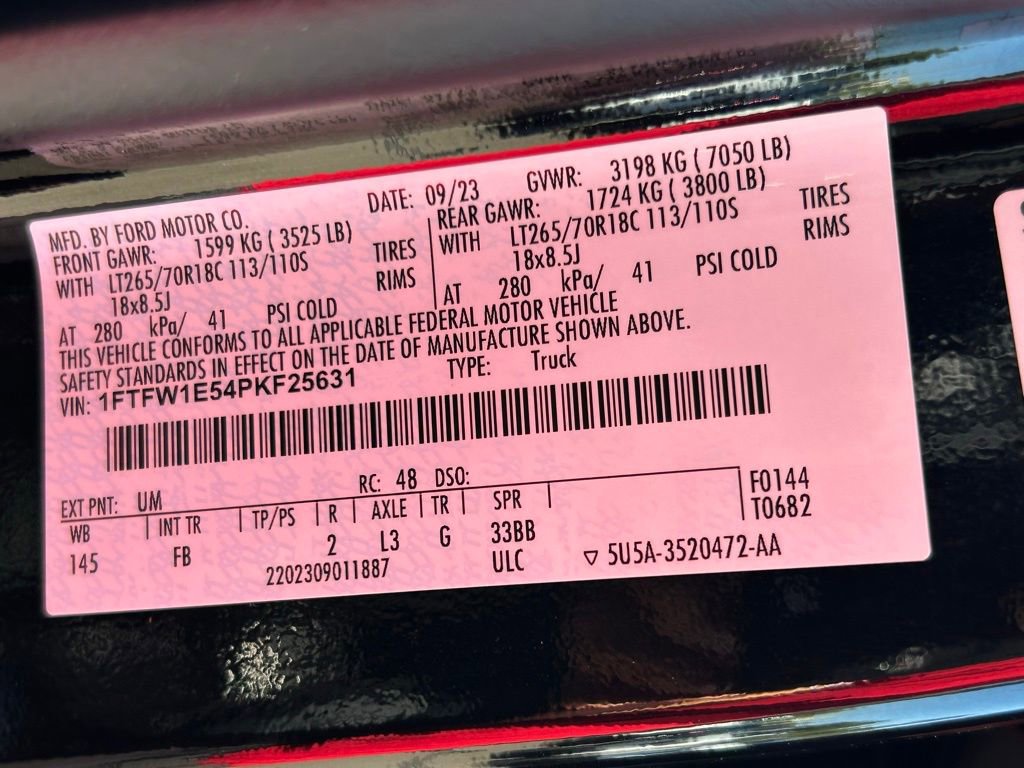 MFD. BY FORD MOTOR CO. DATE: 09/23 GVWR: 3198 KG ( 7050 LB)
FRONT GAWR: 1599 KG ( 3525 LB) REAR GAWR: 1724 KG ( 3800 LB)
WITH LT265/70R18C 113/110S TIRES WITH LT265/70R18C 113/110S TIRES
18x8.5J RIMS 18x8.5J RIMS
AT 280 kPa/ 41 PSI COLD AT 280 kPa/ 41 PSI COLD
THIS VEHICLE CONFORMS TO ALL APPLICABLE FEDERAL MOTOR VEHICLE
SAFETY STANDARDS IN EFFECT ON THE DATE OF MANUFACTURE SHOWN ABOVE.
VIN: 1FTFW1E54PKF25631 TYPE: Truck
EXT PNT: UM RC: 48 DSO:
WB INT TR TP/PS R AXLE TR SPR F0144
145 FB 2 L3 G 33BB T0682
2202309011887 ULC ▽ 5U5A-3520472-AA